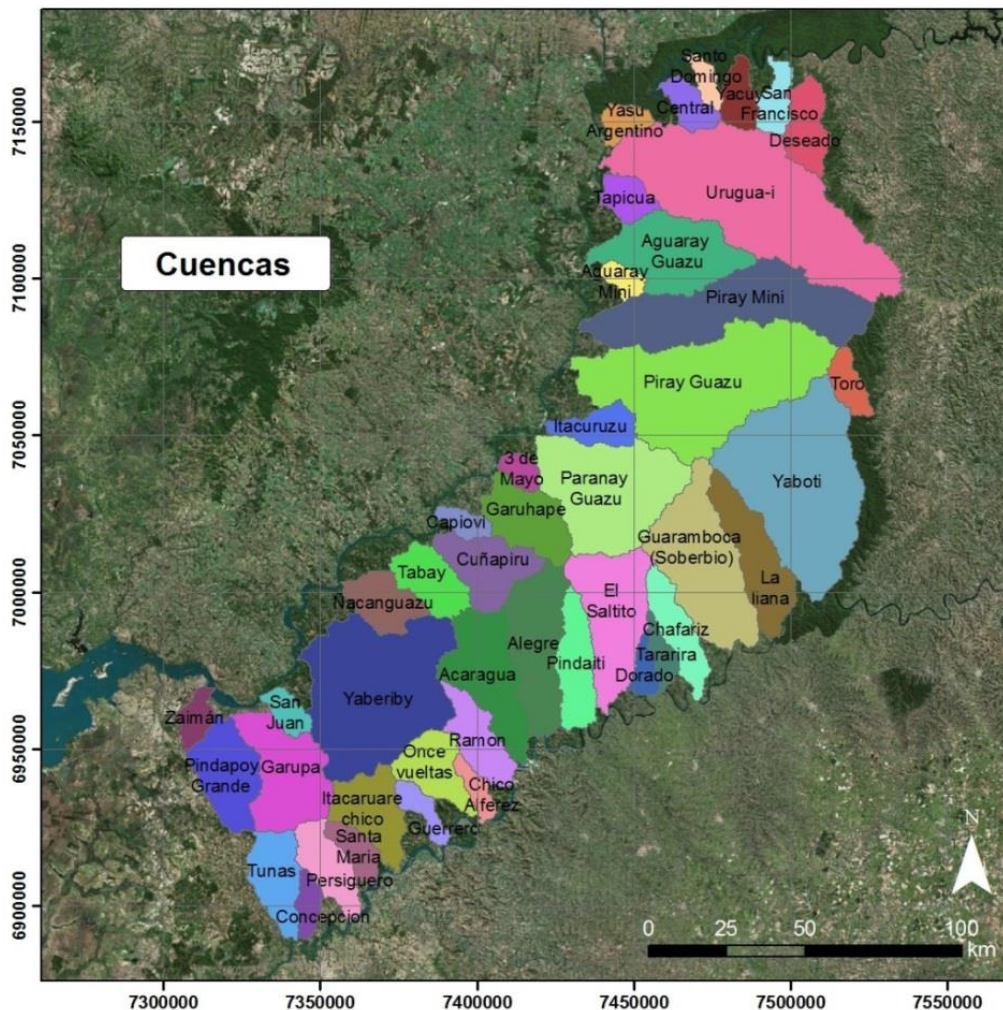 Cuencas
Santo
Domingo
Yacuy
San
Francisco
Central
Yasu
Argentino
Deseado
Urugua-i
Tapicua
Aguaray
Guazu
Aguaray
Mini
Piray Mini
Piray Guazu
Toro
Itacuruzu
3 de
Mayo
Paranay
Guazu
Yaboti
Garuhape
Capiovi
Guaramboca
(Soberbio)
Cuñapiru
Tabay
La
liana
Ñacanguazu
El
Saltito
Chafariz
Alegre
Pindaiti
Tararira
Dorado
Acaragua
Yaberiby
San
Juan
Zaimán
Ramon
Once
vueltas
Pindapoy
Grande
Garupa
Chico
Alferez
Itacaruare
chico
Guerrero
Santa
Maria
Tunas
Persiguero
Concepcion
N
0 25 50 100
km
7150000
7100000
7050000
7000000
6950000
6900000
7300000 7350000 7400000 7450000 7500000 7550000